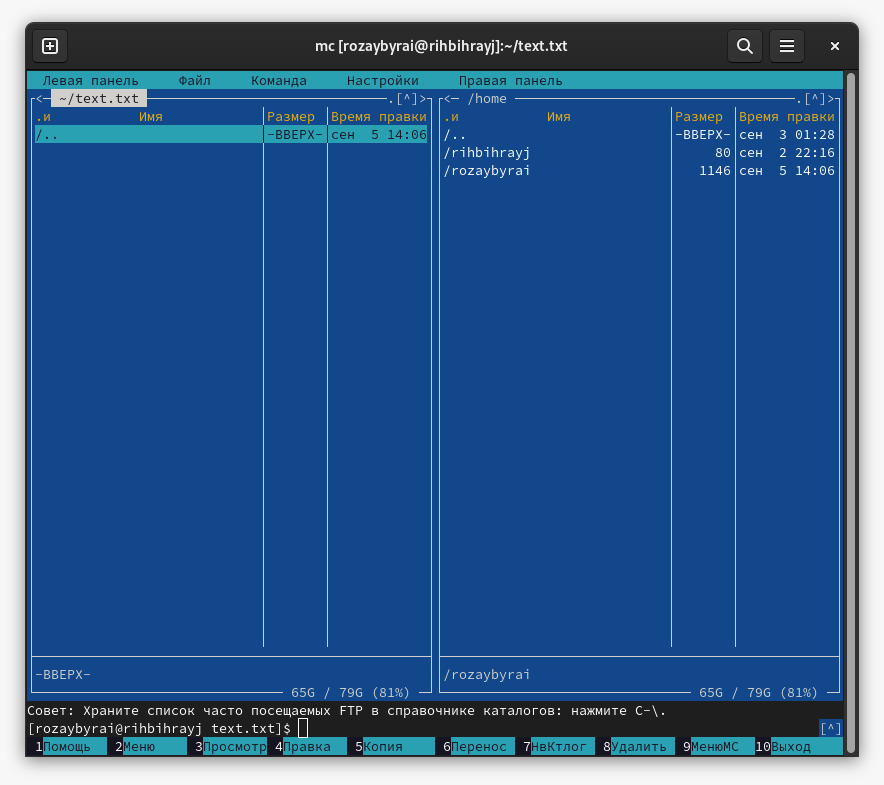 mc [rozaybyrai@rihbihrayj]:~/text.txt
Левая панель Файл Команда Настройки Правая панель
<─ ~/text.txt .[^]> <─ /home .[^]>
.и Имя Размер Время правки .и Имя Размер Время правки
/.. -ВВЕРХ- сен 5 14:06 /.. -ВВЕРХ- сен 3 01:28
/rihbihrayj 80 сен 2 22:16
/rozaybyrai 1146 сен 5 14:06
-ВВЕРХ- /rozaybyrai
65G / 79G (81%) 65G / 79G (81%)
Совет: Храните список часто посещаемых FTP в справочнике каталогов: нажмите C-\.
[rozaybyrai@rihbihrayj text.txt]$ [^]
1Помощь 2Меню 3Просмотр 4Правка 5Копия 6Перенос 7НвКтлог 8Удалить 9МенюМС 10Выход